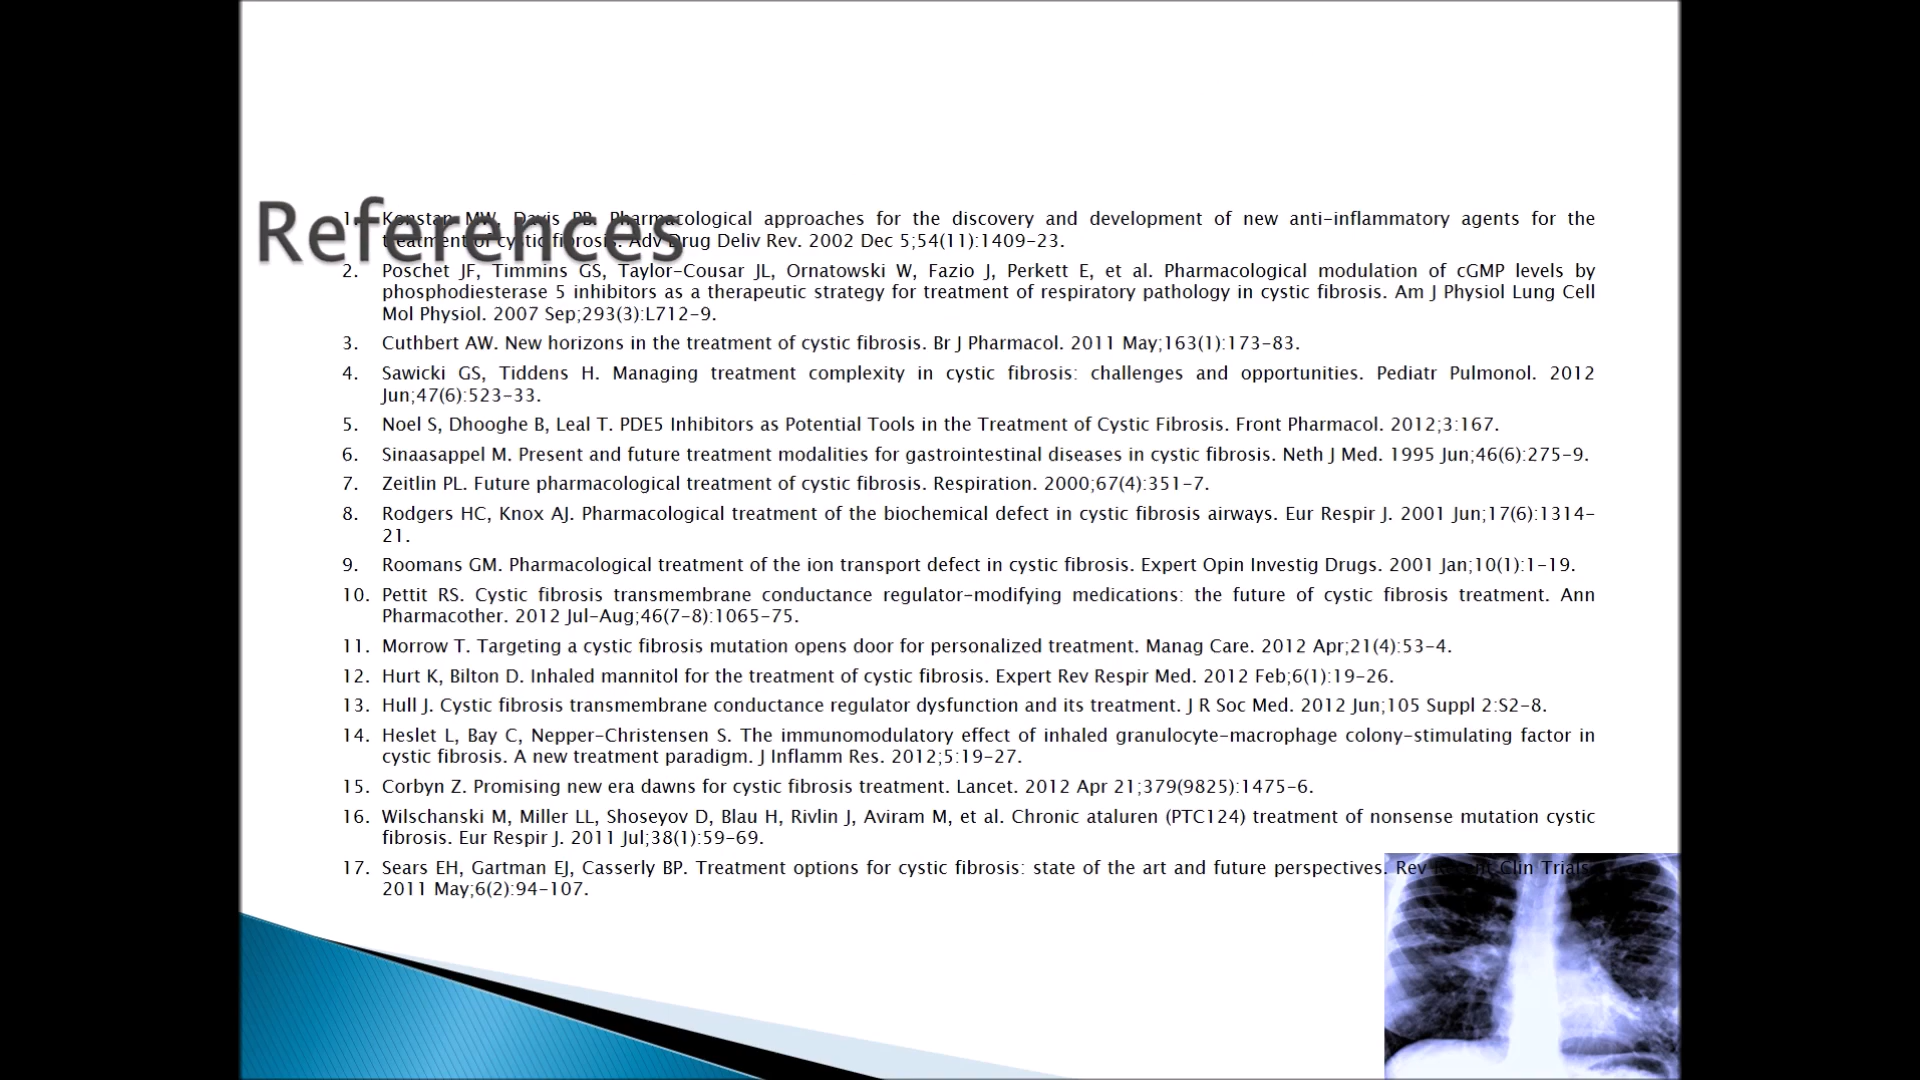 References
1. Konstan MW, Davis PB. Pharmacological approaches for the discovery and development of new anti-inflammatory agents for the
treatment of cystic fibrosis. Adv Drug Deliv Rev. 2002 Dec 5;54(11):1409-23.
2. Poschet JF, Timmins GS, Taylor-Cousar JL, Ornatowski W, Fazio J, Perkett E, et al. Pharmacological modulation of cGMP levels by
phosphodiesterase 5 inhibitors as a therapeutic strategy for treatment of respiratory pathology in cystic fibrosis. Am J Physiol Lung Cell
Mol Physiol. 2007 Sep;293(3):L712-9.
3. Cuthbert AW. New horizons in the treatment of cystic fibrosis. Br J Pharmacol. 2011 May;163(1):173-83.
4. Sawicki GS, Tiddens H. Managing treatment complexity in cystic fibrosis: challenges and opportunities. Pediatr Pulmonol. 2012
Jun;47(6):523-33.
5. Noel S, Dhooghe B, Leal T. PDE5 Inhibitors as Potential Tools in the Treatment of Cystic Fibrosis. Front Pharmacol. 2012;3:167.
6. Sinaasappel M. Present and future treatment modalities for gastrointestinal diseases in cystic fibrosis. Neth J Med. 1995 Jun;46(6):275-9.
7. Zeitlin PL. Future pharmacological treatment of cystic fibrosis. Respiration. 2000;67(4):351-7.
8. Rodgers HC, Knox AJ. Pharmacological treatment of the biochemical defect in cystic fibrosis airways. Eur Respir J. 2001 Jun;17(6):1314-
21.
9. Roomans GM. Pharmacological treatment of the ion transport defect in cystic fibrosis. Expert Opin Investig Drugs. 2001 Jan;10(1):1-19.
10. Pettit RS. Cystic fibrosis transmembrane conductance regulator-modifying medications: the future of cystic fibrosis treatment. Ann
Pharmacother. 2012 Jul-Aug;46(7-8):1065-75.
11. Morrow T. Targeting a cystic fibrosis mutation opens door for personalized treatment. Manag Care. 2012 Apr;21(4):53-4.
12. Hurt K, Bilton D. Inhaled mannitol for the treatment of cystic fibrosis. Expert Rev Respir Med. 2012 Feb;6(1):19-26.
13. Hull J. Cystic fibrosis transmembrane conductance regulator dysfunction and its treatment. J R Soc Med. 2012 Jun;105 Suppl 2:S2-8.
14. Heslet L, Bay C, Nepper-Christensen S. The immunomodulatory effect of inhaled granulocyte-macrophage colony-stimulating factor in
cystic fibrosis. A new treatment paradigm. J Inflamm Res. 2012;5:19-27.
15. Corbyn Z. Promising new era dawns for cystic fibrosis treatment. Lancet. 2012 Apr 21;379(9825):1475-6.
16. Wilschanski M, Miller LL, Shoseyov D, Blau H, Rivlin J, Aviram M, et al. Chronic ataluren (PTC124) treatment of nonsense mutation cystic
fibrosis. Eur Respir J. 2011 Jul;38(1):59-69.
17. Sears EH, Gartman EJ, Casserly BP. Treatment options for cystic fibrosis: state of the art and future perspectives. Rev Recent Clin Trials.
2011 May;6(2):94-107.